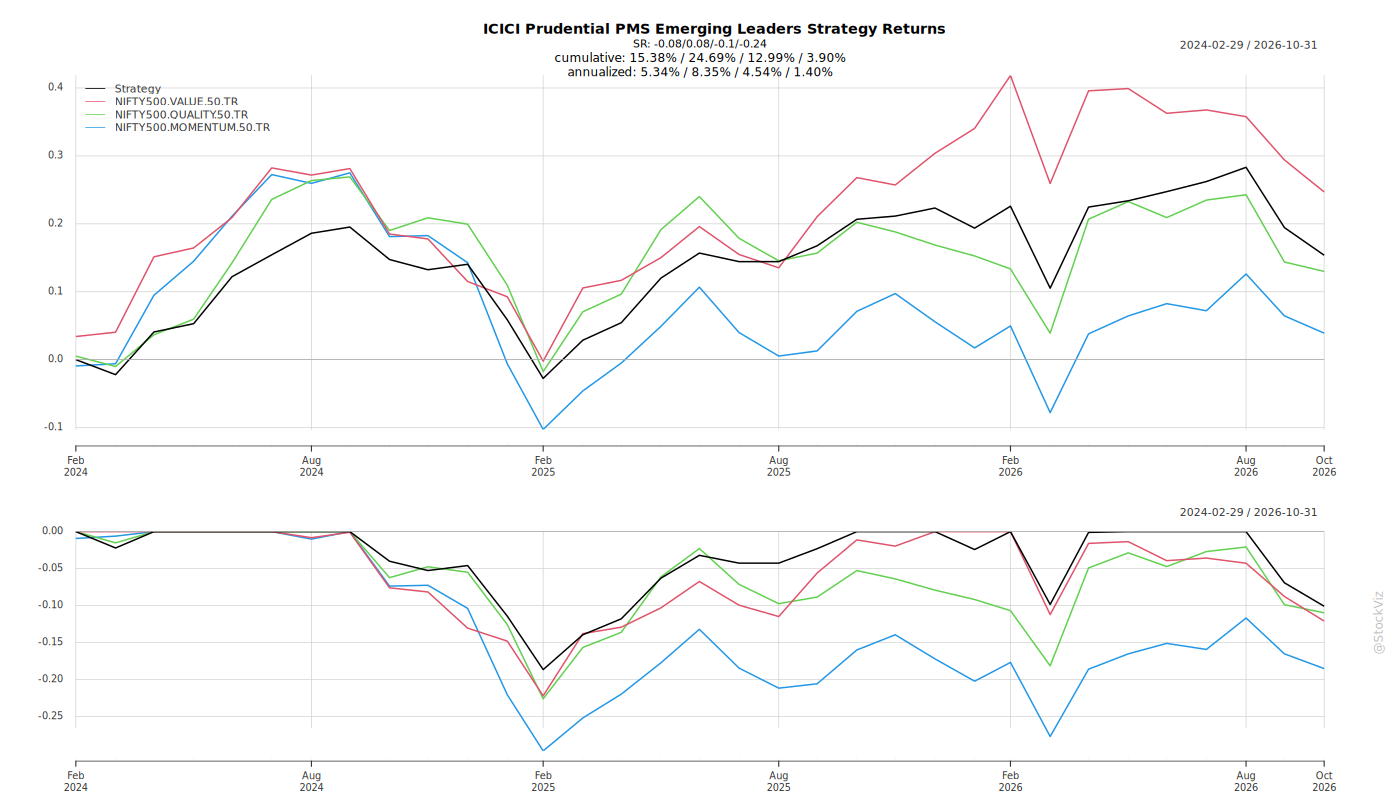 ICICI Prudential PMS Emerging Leaders Strategy Returns
SR: -0.08/0.08/-0.1/-0.24
cumulative: 15.38% / 24.69% / 12.99% / 3.90%
annualized: 5.34% / 8.35% / 4.54% / 1.40%
2024-02-29 / 2026-10-31
Strategy
NIFTY500.VALUE.50.TR
NIFTY500.QUALITY.50.TR
NIFTY500.MOMENTUM.50.TR
0.4
0.3
0.2
0.1
0.0
-0.1
Feb 2024
Aug 2024
Feb 2025
Aug 2025
Feb 2026
Aug 2026
Oct 2026
2024-02-29 / 2026-10-31
0.00
-0.05
-0.10
-0.15
-0.20
-0.25
Feb 2024
Aug 2024
Feb 2025
Aug 2025
Feb 2026
Aug 2026
Oct 2026
@StockViz